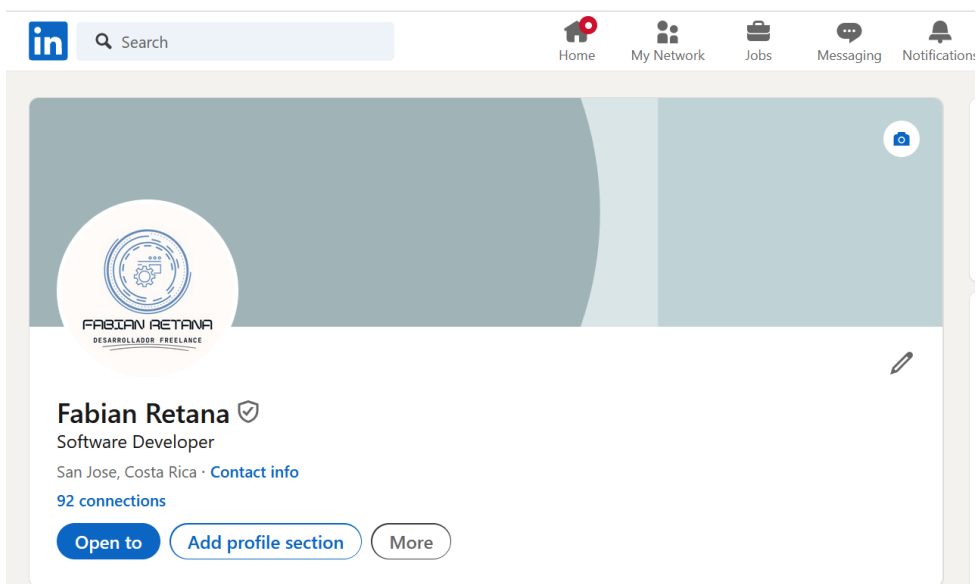 in Search
Home My Network Jobs Messaging Notifications
FABIAN RETANA
DESARROLLADOR FREELANCE
Fabian Retana
Software Developer
San Jose, Costa Rica · Contact info
92 connections
Open to Add profile section More